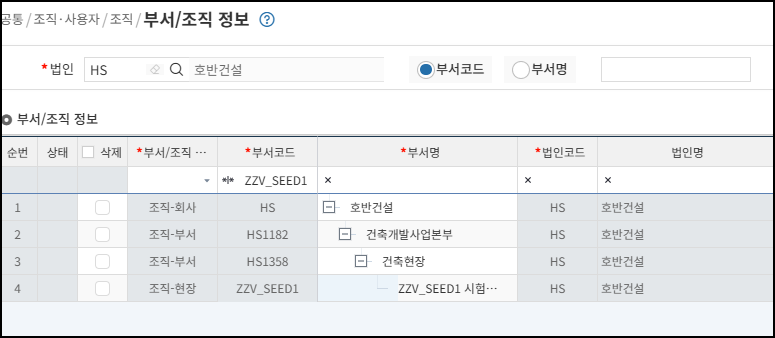 공통 / 조직·사용자 / 조직 / 부서/조직 정보 ?
*법인 HS 호반건설 부서코드 부서명
부서/조직 정보
순번 상태 삭제 *부서/조직 ··· *부서코드 *부서명 *법인코드 법인명
ZZV_SEED1 × × ×
1 조직-회사 HS 호반건설 HS 호반건설
2 조직-부서 HS1182 건축개발사업본부 HS 호반건설
3 조직-부서 HS1358 건축현장 HS 호반건설
4 조직-현장 ZZV_SEED1 ZZV_SEED1 시험··· HS 호반건설